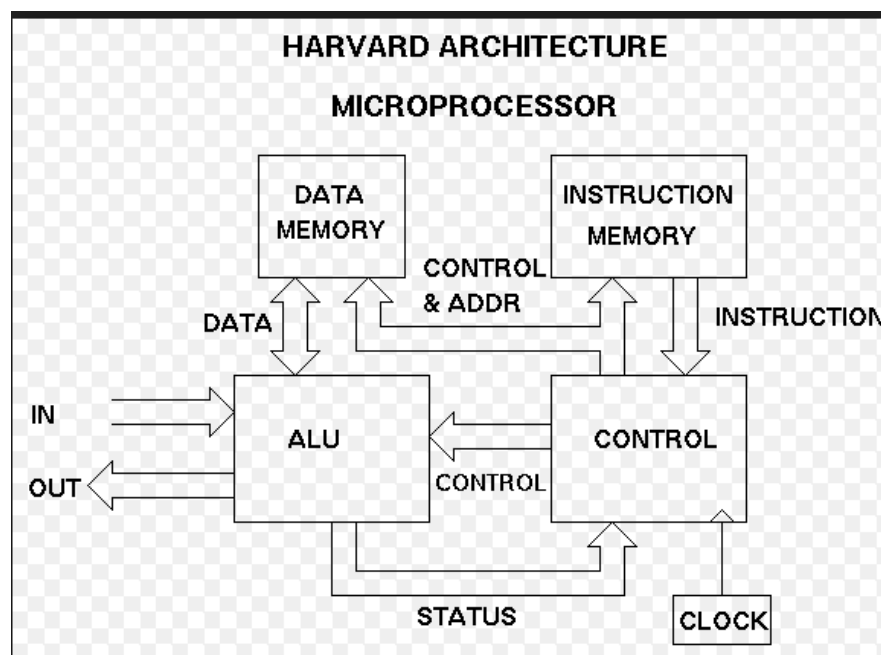 HARVARD ARCHITECTURE
MICROPROCESSOR
DATA
MEMORY
INSTRUCTION
MEMORY
CONTROL
& ADDR
DATA
INSTRUCTION
IN
ALU
CONTROL
OUT
CONTROL
STATUS
CLOCK